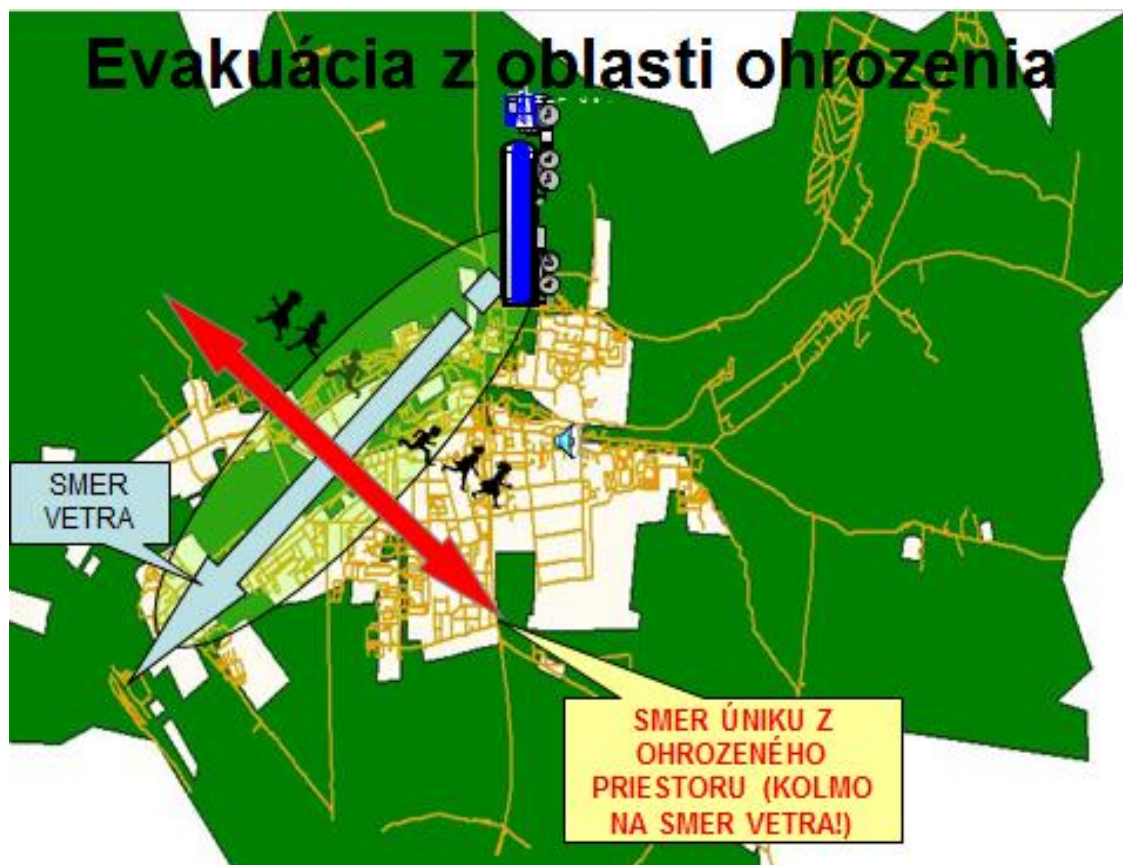 Evakuácia z oblasti ohrozenia
SMER
VETRA
SMER ÚNIKU Z
OHROZENÉHO
PRIESTORU (KOLMO
NA SMER VETRA!)